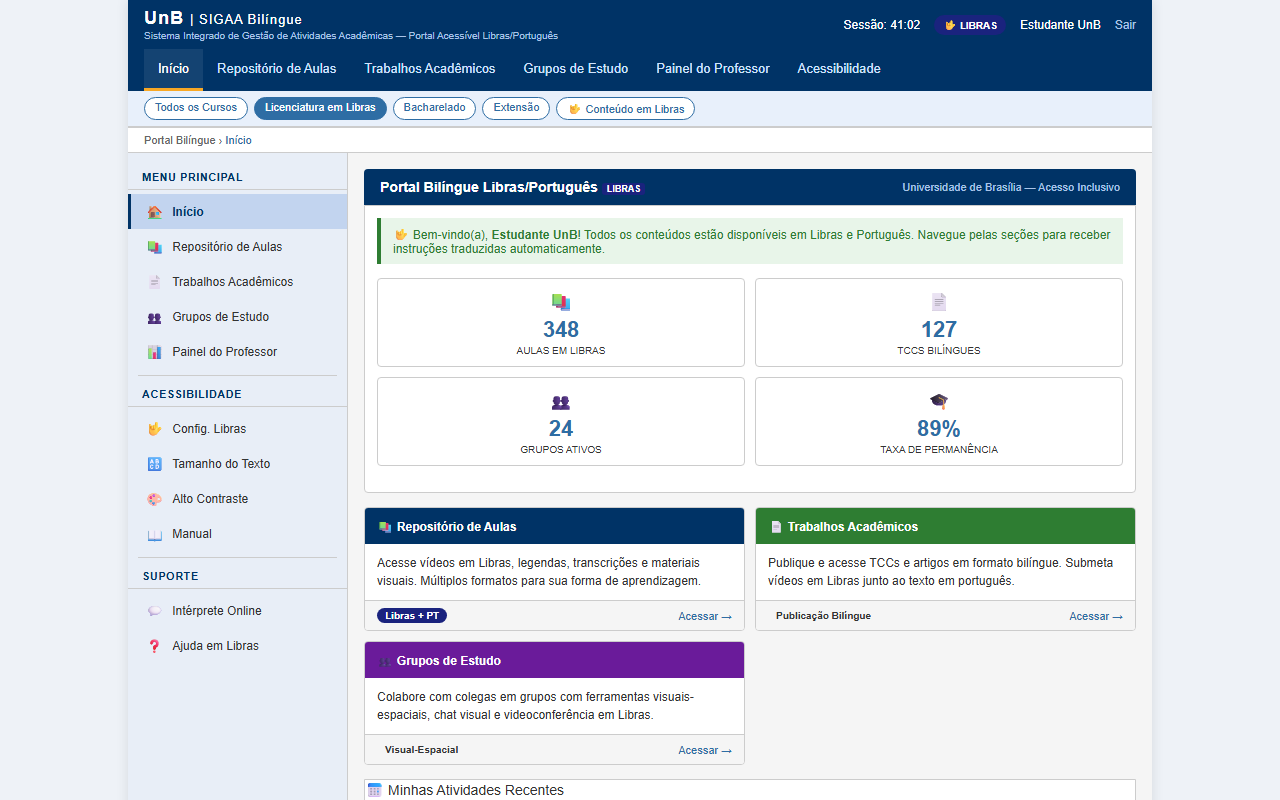 UnB | SIGAA Bilíngue
Sistema Integrado de Gestão de Atividades Acadêmicas — Portal Acessível Libras/Português
Sessão: 41:02 LIBRAS Estudante UnB Sair
Início Repositório de Aulas Trabalhos Acadêmicos Grupos de Estudo Painel do Professor Acessibilidade
Todos os Cursos Licenciatura em Libras Bacharelado Extensão Conteúdo em Libras
Portal Bilíngue › Início
MENU PRINCIPAL
Início
Repositório de Aulas
Trabalhos Acadêmicos
Grupos de Estudo
Painel do Professor
ACESSIBILIDADE
Config. Libras
Tamanho do Texto
Alto Contraste
Manual
SUPORTE
Intérprete Online
Ajuda em Libras
Portal Bilíngue Libras/Português LIBRAS Universidade de Brasília — Acesso Inclusivo
Bem-vindo(a), Estudante UnB! Todos os conteúdos estão disponíveis em Libras e Português. Navegue pelas seções para receber
instruções traduzidas automaticamente.
348
AULAS EM LIBRAS
127
TCCS BILÍNGUES
24
GRUPOS ATIVOS
89%
TAXA DE PERMANÊNCIA
Repositório de Aulas
Acesse vídeos em Libras, legendas, transcrições e materiais
visuais. Múltiplos formatos para sua forma de aprendizagem.
Libras + PT Acessar →
Trabalhos Acadêmicos
Publique e acesse TCCs e artigos em formato bilíngue. Submeta
vídeos em Libras junto ao texto em português.
Publicação Bilíngue Acessar →
Grupos de Estudo
Colabore com colegas em grupos com ferramentas visuais-
espaciais, chat visual e videoconferência em Libras.
Visual-Espacial Acessar →
Minhas Atividades Recentes